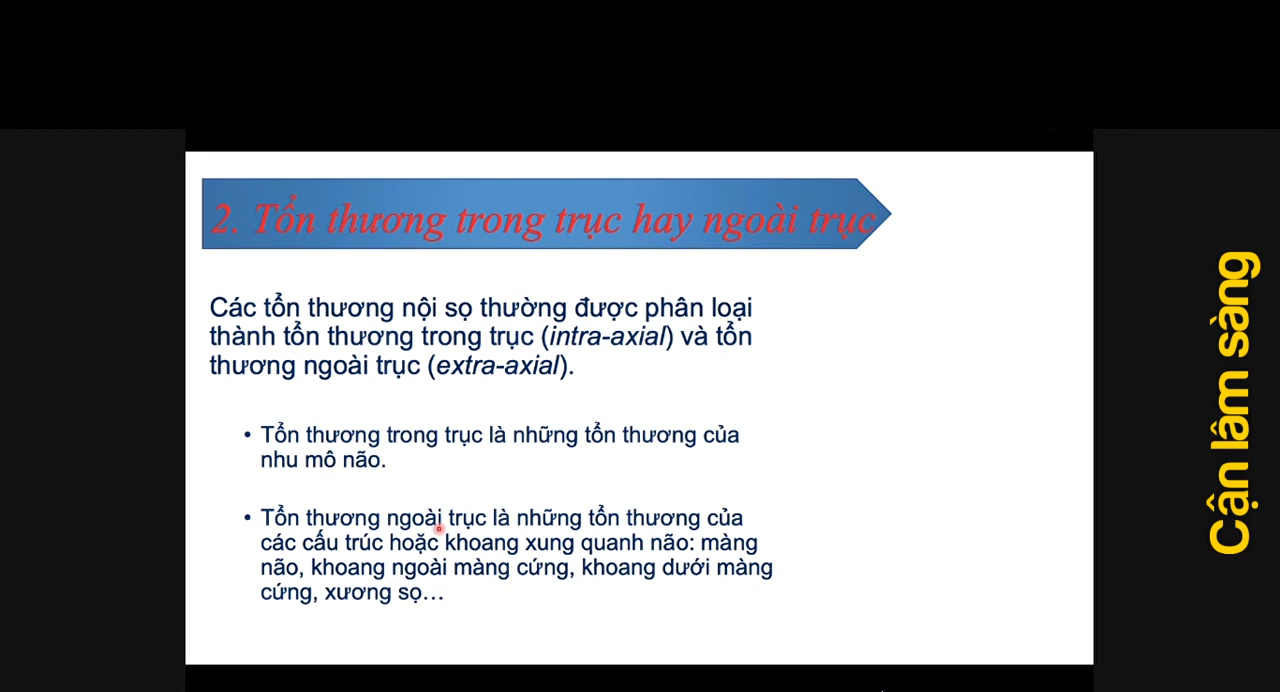 2. Tổn thương trong trục hay ngoài trục
Các tổn thương nội sọ thường được phân loại
thành tổn thương trong trục (intra-axial) và tổn
thương ngoài trục (extra-axial).
• Tổn thương trong trục là những tổn thương của
nhu mô não.
• Tổn thương ngoài trục là những tổn thương của
các cấu trúc hoặc khoang xung quanh não: màng
não, khoang ngoài màng cứng, khoang dưới màng
cứng, xương sọ...
Cận lâm sàng